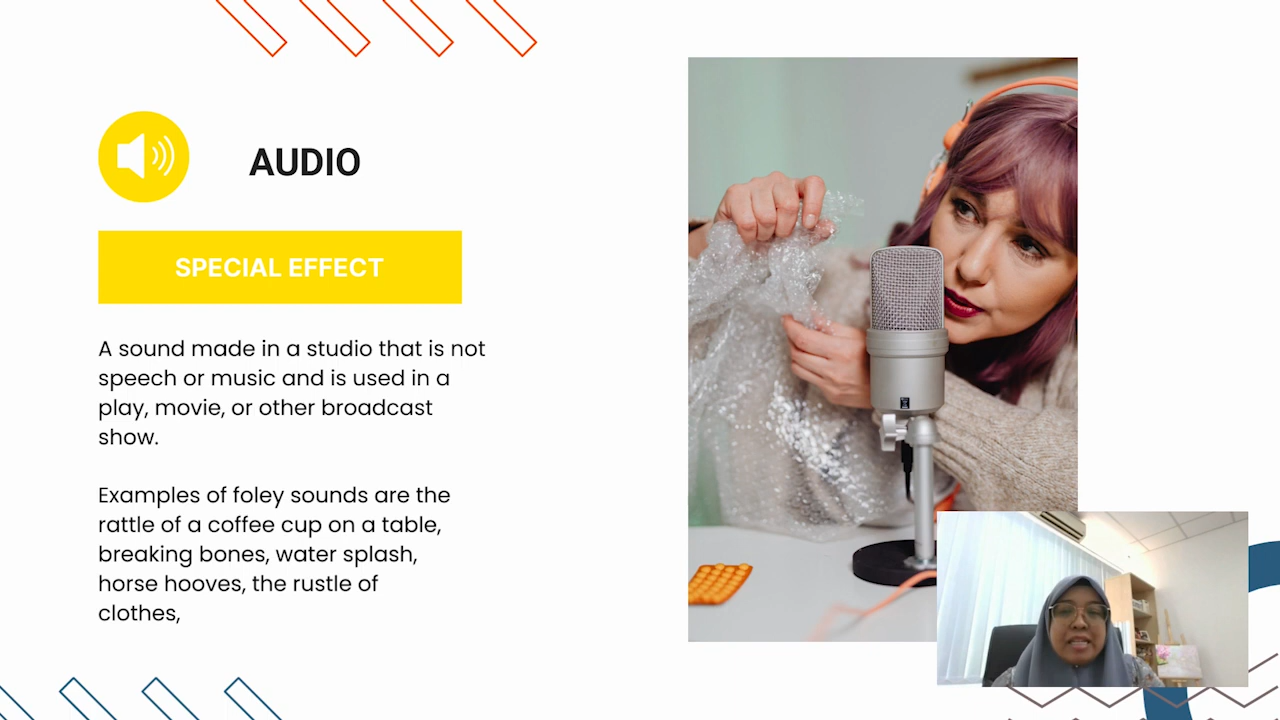 AUDIO
SPECIAL EFFECT
A sound made in a studio that is not
speech or music and is used in a
play, movie, or other broadcast
show.
Examples of foley sounds are the
rattle of a coffee cup on a table,
breaking bones, water splash,
horse hooves, the rustle of
clothes,